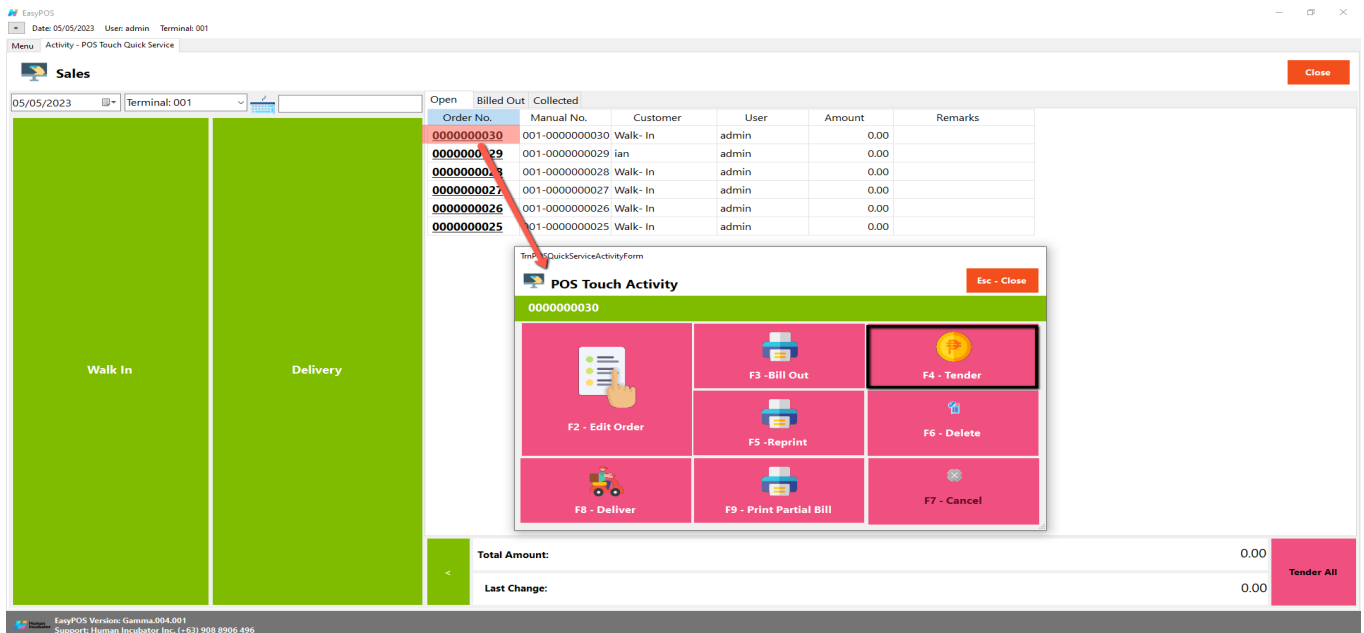 EasyPOS
Date: 05/05/2023 User: admin Terminal: 001
Menu Activity - POS Touch Quick Service
Sales
Close
05/05/2023 Terminal: 001
Open Billed Out Collected
Order No. Manual No. Customer User Amount Remarks
0000000030 001-0000000030 Walk- In admin 0.00
0000000029 001-0000000029 ian admin 0.00
0000000028 001-0000000028 Walk- In admin 0.00
0000000027 001-0000000027 Walk- In admin 0.00
0000000026 001-0000000026 Walk- In admin 0.00
0000000025 001-0000000025 Walk- In admin 0.00
TrnPOSQuickServiceActivityForm
POS Touch Activity
Esc - Close
0000000030
F2 - Edit Order
F3 -Bill Out
F4 - Tender
F5 -Reprint
F6 - Delete
F8 - Deliver
F9 - Print Partial Bill
F7 - Cancel
Walk In
Delivery
<
Total Amount: 0.00
Last Change: 0.00
Tender All
Human Incubator
EasyPOS Version: Gamma.004.001
Support: Human Incubator Inc. (+63) 908 8906 496